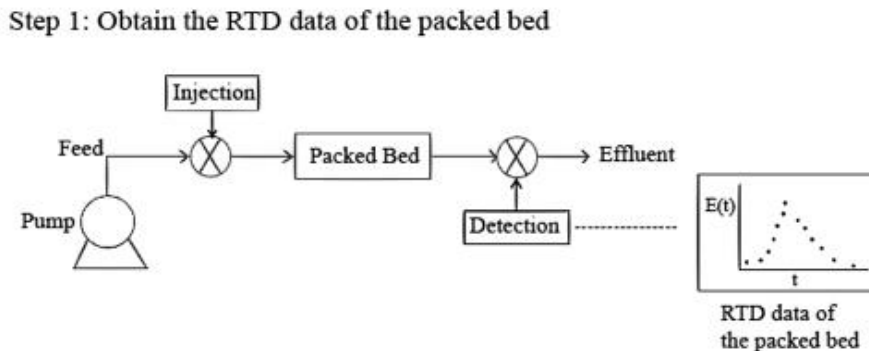 Step 1: Obtain the RTD data of the packed bed
Injection
Feed
Packed Bed
Effluent
Pump
Detection
E(t)
t
RTD data of
the packed bed